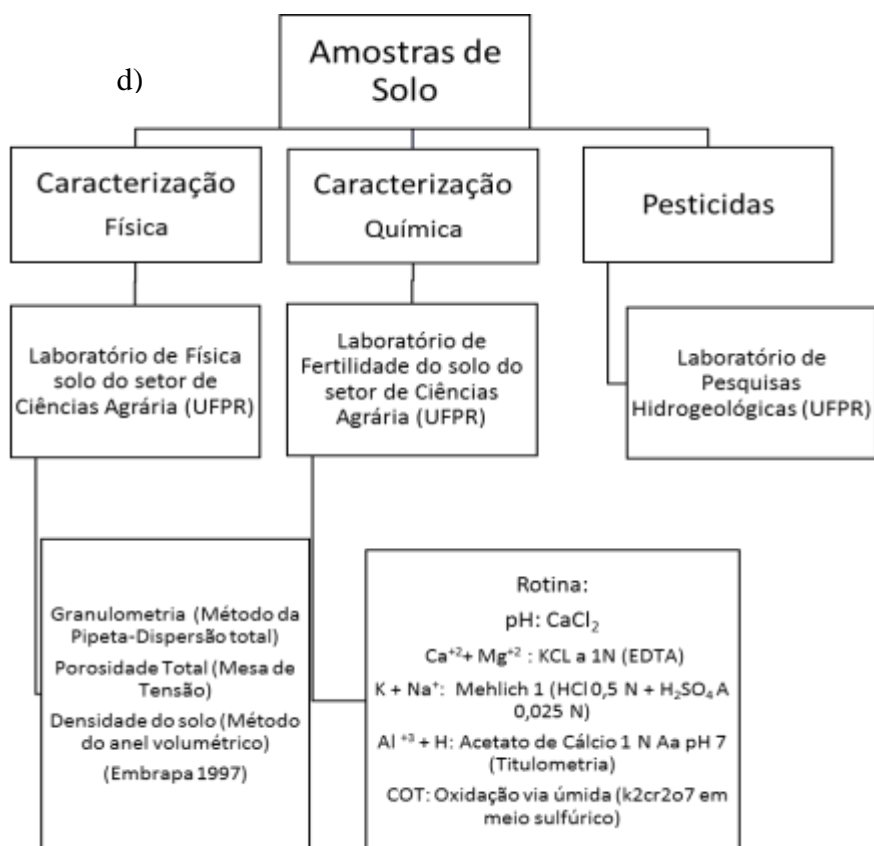 d)
Amostras de
Solo
Caracterização
Física
Caracterização
Química
Pesticidas
Laboratório de Física
solo do setor de
Ciências Agrária (UFPR)
Laboratório de
Fertilidade do solo do
setor de Ciências
Agrária (UFPR)
Laboratório de
Pesquisas
Hidrogeológicas (UFPR)
Granulometria (Método da
Pipeta-Dispersão total)
Porosidade Total (Mesa de
Tensão)
Densidade do solo (Método
do anel volumétrico)
(Embrapa 1997)
Rotina:
pH: CaCl₂
Ca⁺²+ Mg⁺² : KCL a 1N (EDTA)
K + Na⁺: Mehlich 1 (HCl 0,5 N + H₂SO₄ A
0,025 N)
Al ⁺³ + H: Acetato de Cálcio 1 N Aa pH 7
(Titulometria)
COT: Oxidação via úmida (k2cr2o7 em
meio sulfúrico)